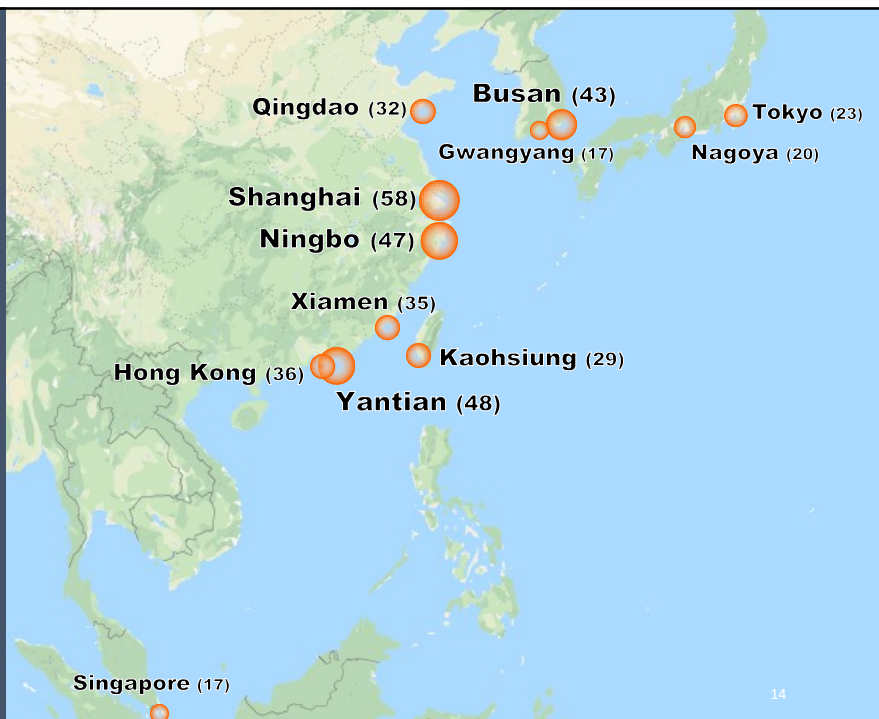 Busan (43)
Qingdao (32)
Tokyo (23)
Gwangyang (17)
Nagoya (20)
Shanghai (58)
Ningbo (47)
Xiamen (35)
Kaohsiung (29)
Hong Kong (36)
Yantian (48)
Singapore (17)
14